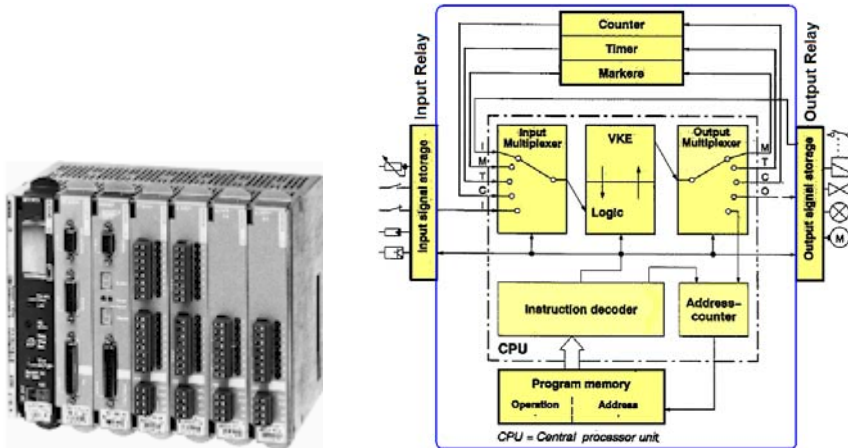 Input Relay
Output Relay
Counter
Timer
Markere
Input
Multiplexer
VKE
Output
Multiplexer
I
M
T
C
I
M
T
C
O
Logic
Input signal storage
Output signal storage
M
Instruction decoder
Address-
counter
CPU
Program memory
Operation
Address
CPU = Central processor unit